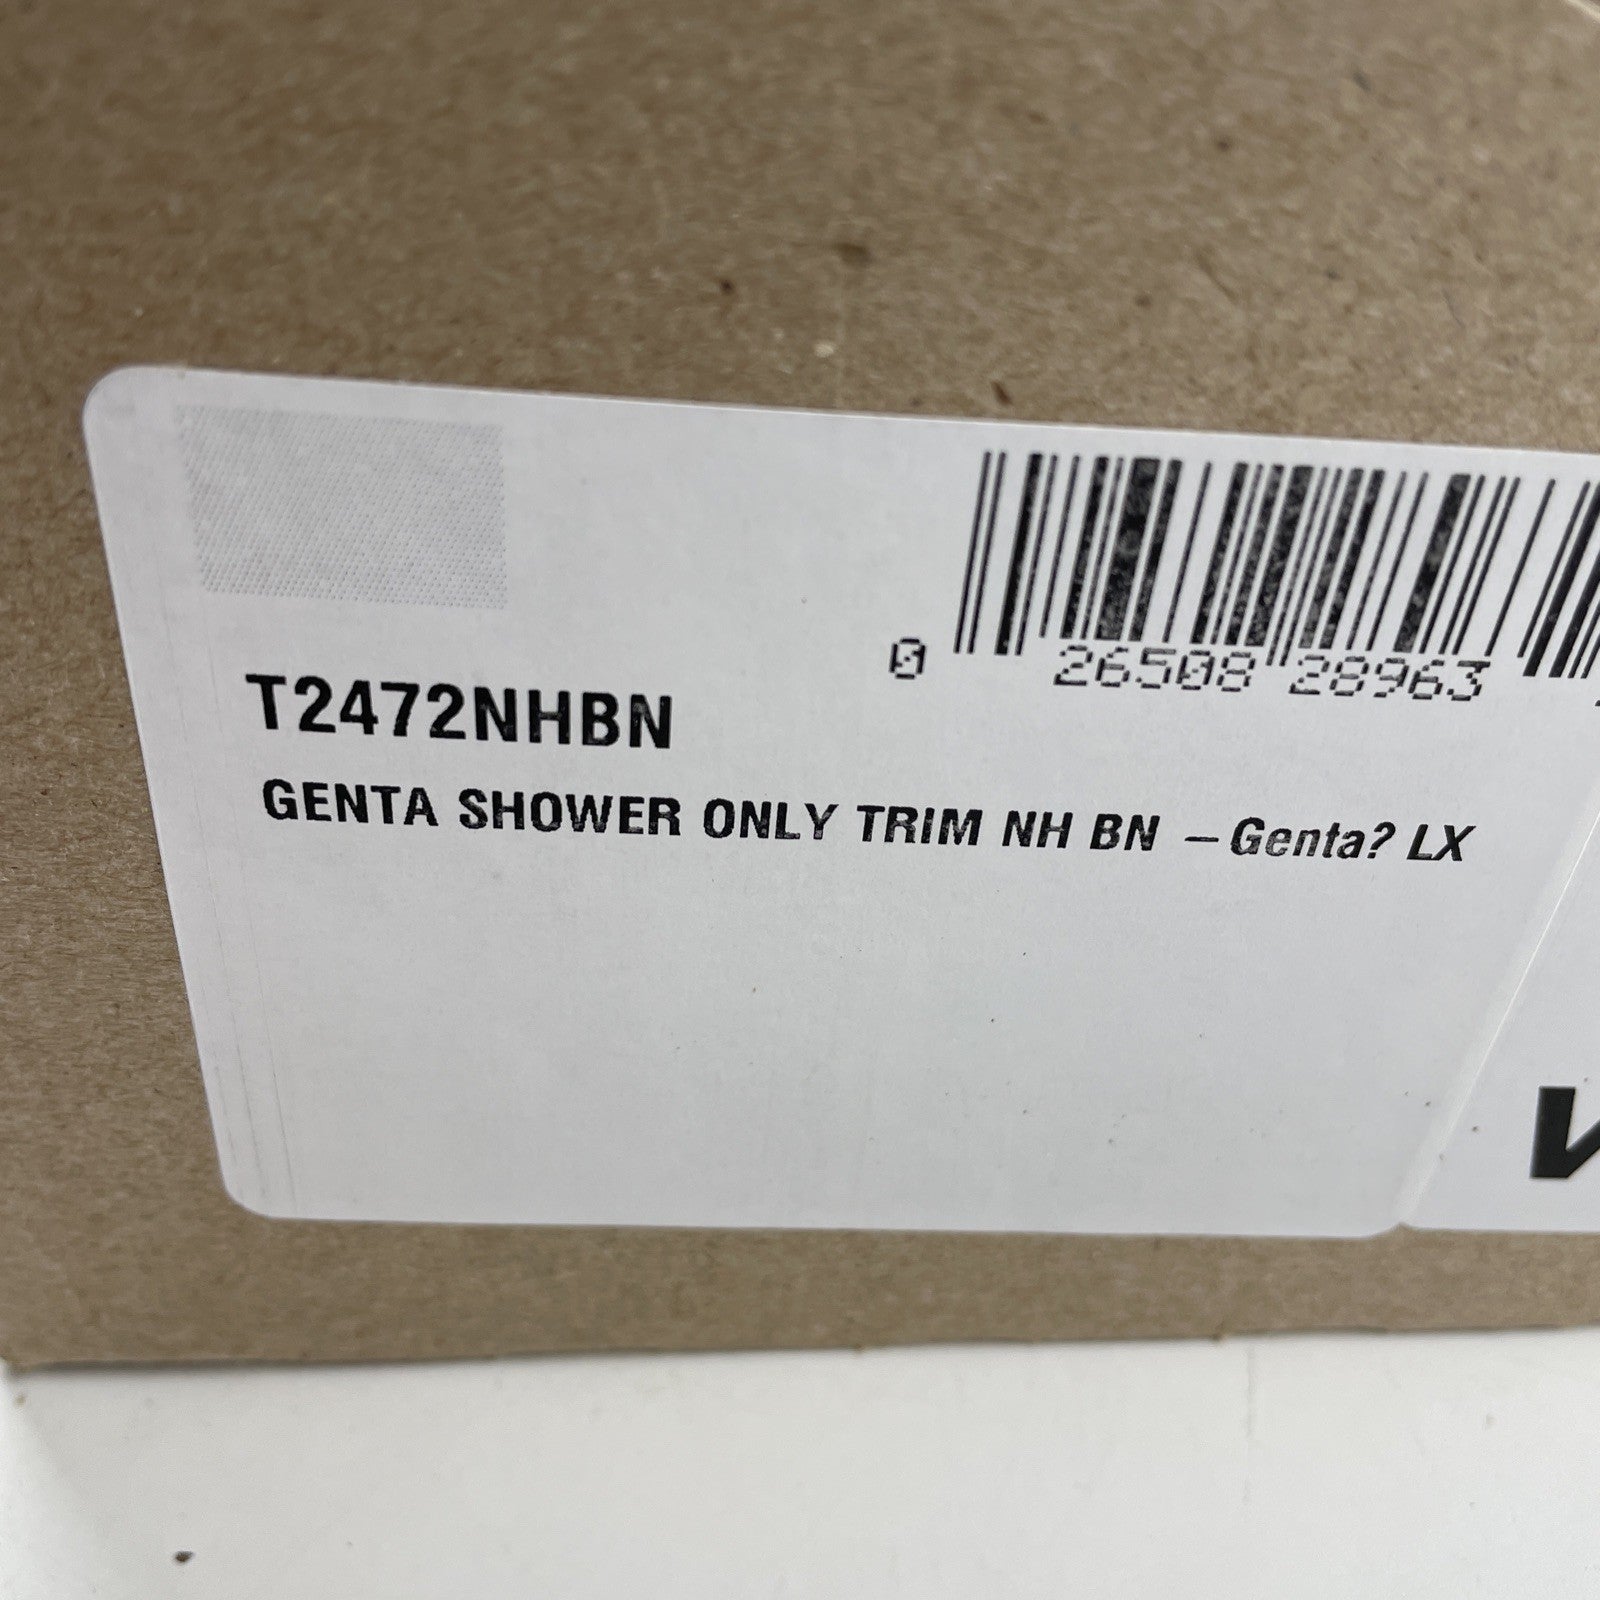 0 26508 28963
T2472NHBN
GENTA SHOWER ONLY TRIM NH BN – Genta? LX